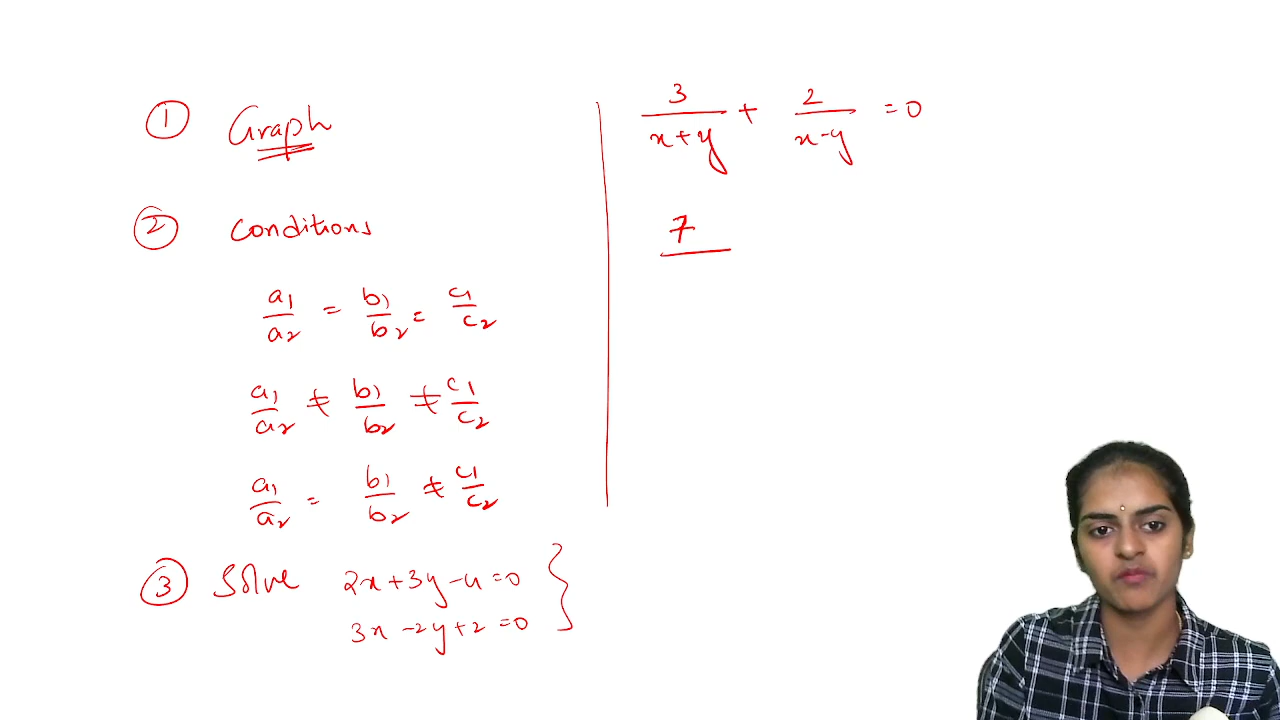 ① Graph
② Conditions
a₁/a₂ = b₁/b₂ = c₁/c₂
a₁/a₂ ≠ b₁/b₂ ≠ c₁/c₂
a₁/a₂ = b₁/b₂ ≠ c₁/c₂
③ Solve 2x+3y-4=0
3x-2y+2=0
3/(x+y) + 2/(x-y) = 0
7